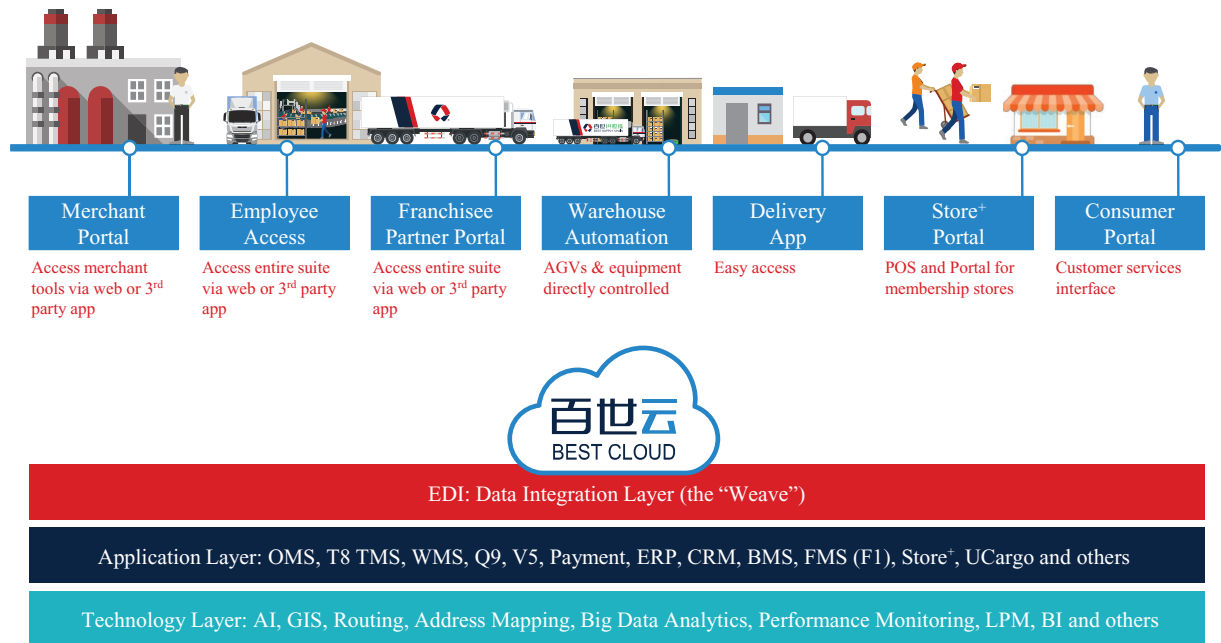 Merchant
Portal
Employee
Access
Franchisee
Partner Portal
Warehouse
Automation
Delivery
App
Store⁺
Portal
Consumer
Portal
Access merchant
tools via web or 3ʳᵈ
party app
Access entire suite
via web or 3ʳᵈ party
app
Access entire suite
via web or 3ʳᵈ party
app
AGVs & equipment
directly controlled
Easy access
POS and Portal for
membership stores
Customer services
interface
百世云
BEST CLOUD
EDI: Data Integration Layer (the “Weave”)
Application Layer: OMS, T8 TMS, WMS, Q9, V5, Payment, ERP, CRM, BMS, FMS (F1), Store⁺, UCargo and others
Technology Layer: AI, GIS, Routing, Address Mapping, Big Data Analytics, Performance Monitoring, LPM, BI and others